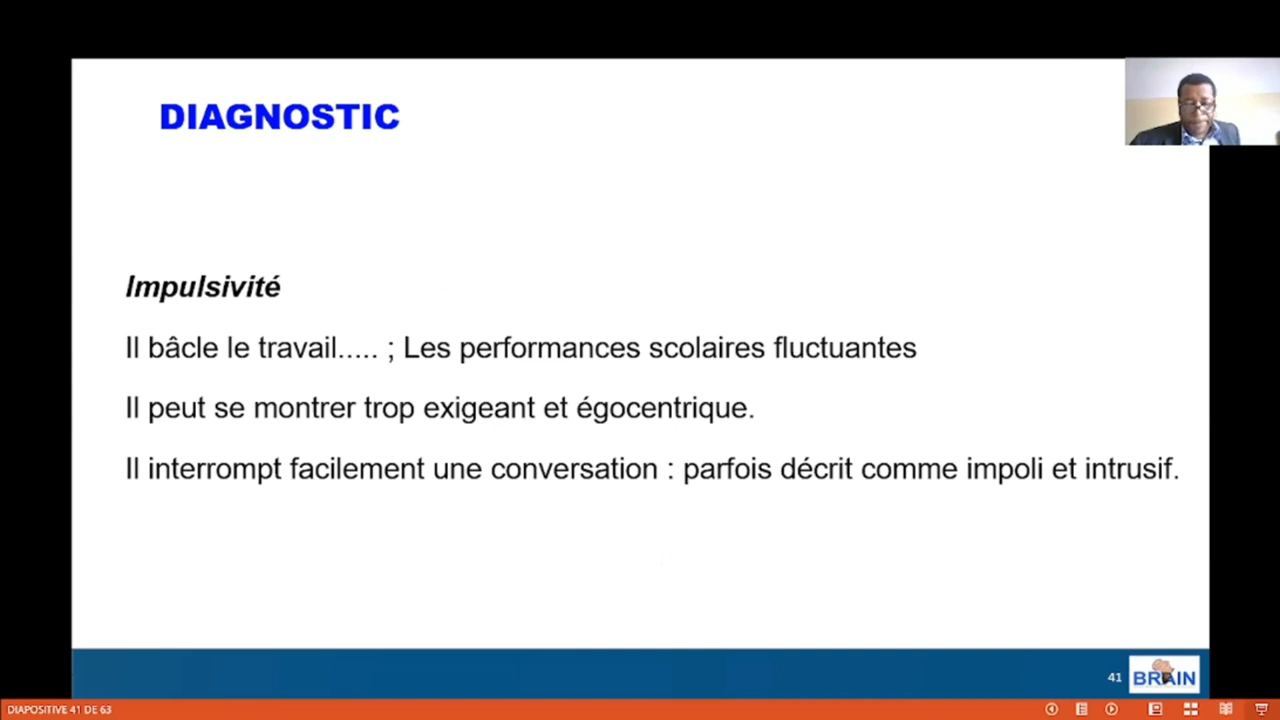 DIAGNOSTIC
Impulsivité
Il bâcle le travail..... ; Les performances scolaires fluctuantes
Il peut se montrer trop exigeant et égocentrique.
Il interrompt facilement une conversation : parfois décrit comme impoli et intrusif.
41
BRAIN
DIAPOSITIVE 41 DE 63